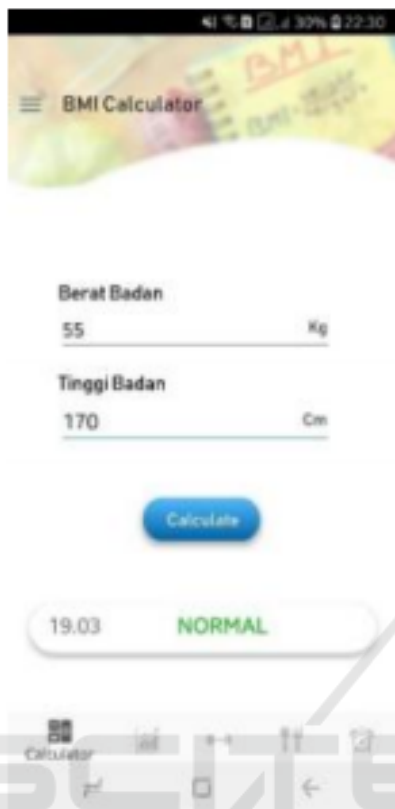 30% 22:30
BMI
BMI Calculator
Berat Badan
55 Kg
Tinggi Badan
170 Cm
Calculate
19.03 NORMAL
Calculator